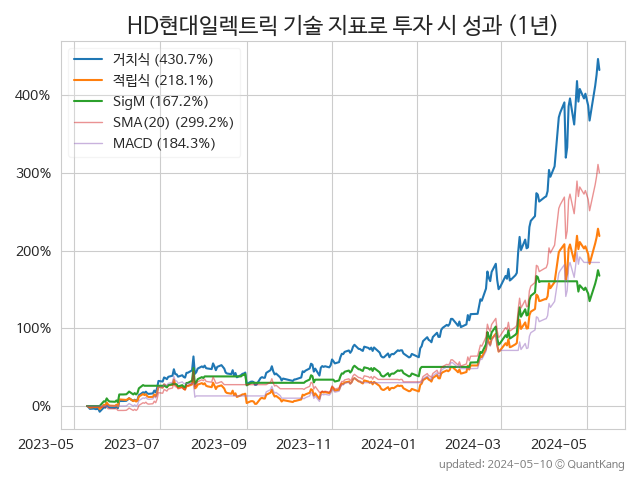 HD현대일렉트릭 기술 지표로 투자 시 성과 (1년)
거치식 (430.7%)
적립식 (218.1%)
SigM (167.2%)
SMA(20) (299.2%)
MACD (184.3%)
400%
300%
200%
100%
0%
2023-05 2023-07 2023-09 2023-11 2024-01 2024-03 2024-05
updated: 2024-05-10 © QuantKang